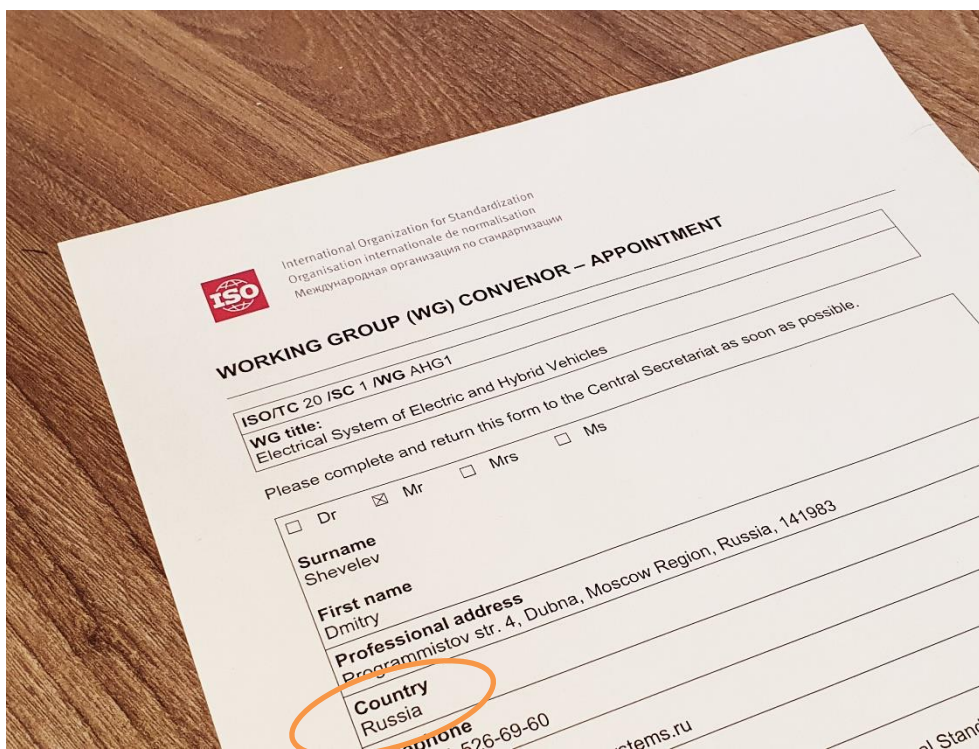 International Organization for Standardization
Organisation internationale de normalisation
Международная организация по стандартизации
ISO
WORKING GROUP (WG) CONVENOR – APPOINTMENT
ISO/TC 20 /SC 1 /WG AHG1
WG title:
Electrical System of Electric and Hybrid Vehicles
Please complete and return this form to the Central Secretariat as soon as possible.
☐ Dr ☒ Mr ☐ Mrs ☐ Ms
Surname
Shevelev
First name
Dmitry
Professional address
Programmistov str. 4, Dubna, Moscow Region, Russia, 141983
Country
Russia
526-69-60